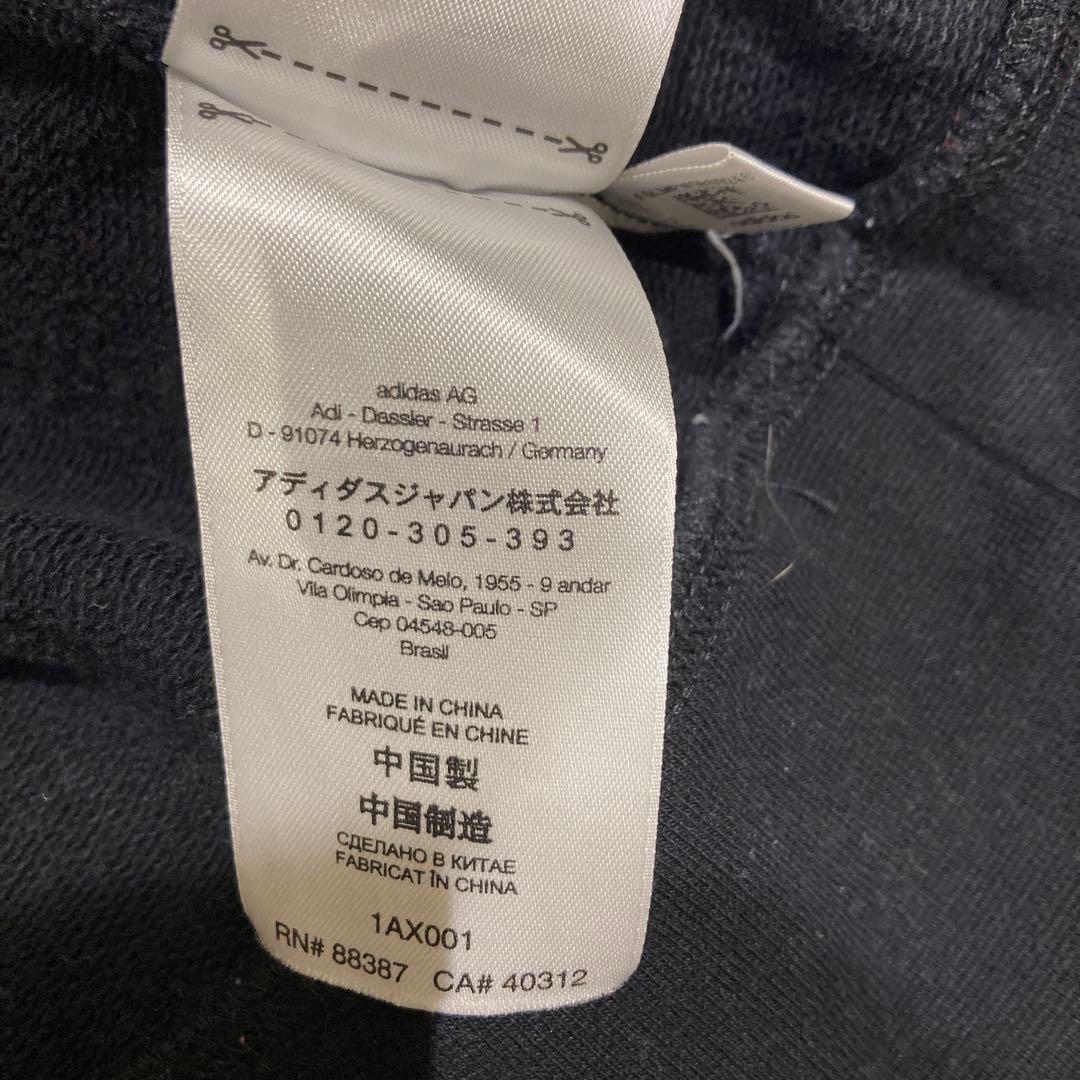 adidas AG
Adi - Dassler - Strasse 1
D - 91074 Herzogenaurach / Germany
アディダスジャパン株式会社
0120-305-393
Av. Dr. Cardoso de Melo, 1955 - 9 andar
Vila Olimpia - Sao Paulo - SP
Cep 04548-005
Brasil
MADE IN CHINA
FABRIQUÉ EN CHINE
中国製
中国制造
СДЕЛАНО В КИТАЕ
FABRICAT ÎN CHINA
1AX001
RN# 88387 CA# 40312